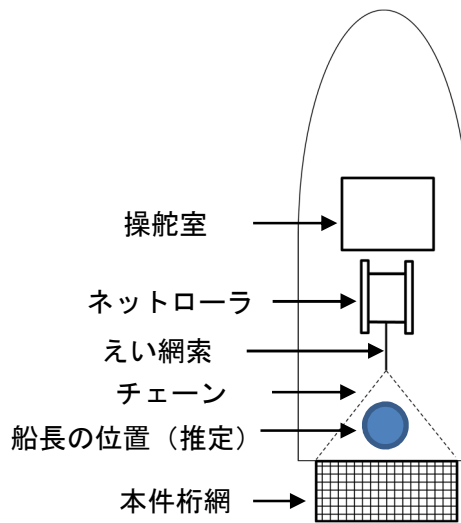 操舵室
ネットローラ
えい網索
チェーン
船長の位置（推定）
本件桁網